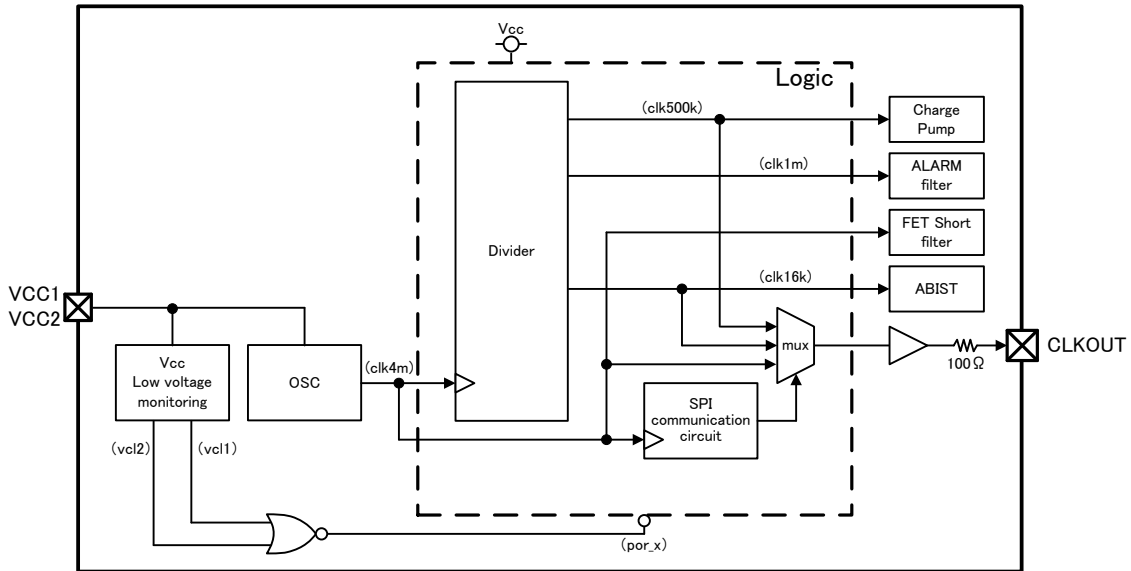 Vcc
Logic
(clk500k)
Charge
Pump
(clk1m)
ALARM
filter
FET Short
filter
Divider
(clk16k)
ABIST
VCC1
VCC2
mux
CLKOUT
100Ω
Vcc
Low voltage
monitoring
OSC
(clk4m)
SPI
communication
circuit
(vcl2)
(vcl1)
(por_x)